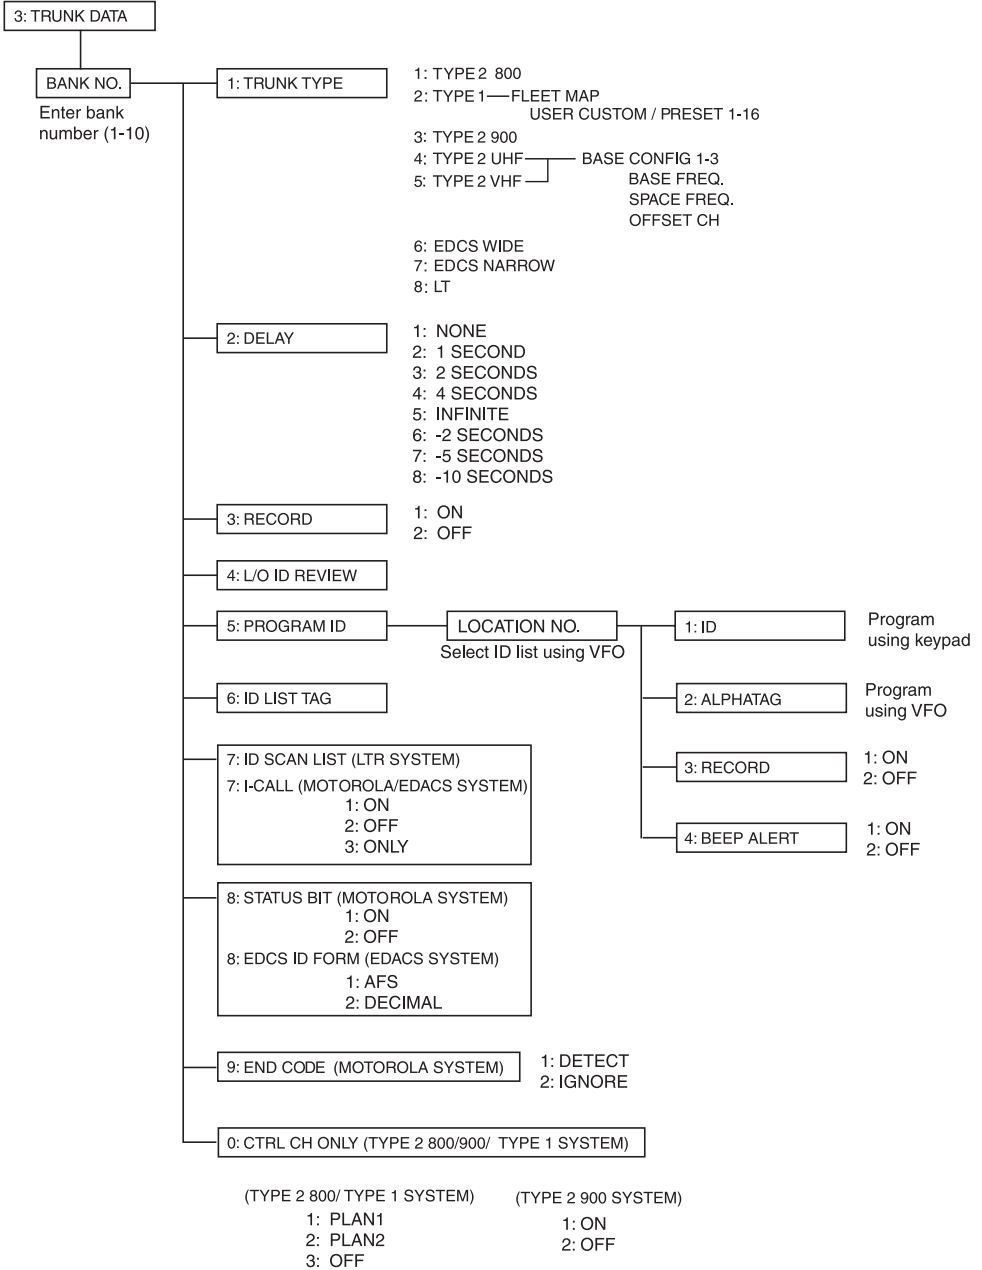 3: TRUNK DATA
BANK NO.
Enter bank
number (1-10)
1: TRUNK TYPE
1: TYPE 2 800
2: TYPE 1 FLEET MAP
USER CUSTOM / PRESET 1-16
3: TYPE 2 900
4: TYPE 2 UHF BASE CONFIG 1-3
5: TYPE 2 VHF BASE FREQ.
SPACE FREQ.
OFFSET CH
6: EDCS WIDE
7: EDCS NARROW
8: LT
2: DELAY
1: NONE
2: 1 SECOND
3: 2 SECONDS
4: 4 SECONDS
5: INFINITE
6: -2 SECONDS
7: -5 SECONDS
8: -10 SECONDS
3: RECORD
1: ON
2: OFF
4: L/O ID REVIEW
5: PROGRAM ID
LOCATION NO.
Select ID list using VFO
1: ID
Program
using keypad
2: ALPHATAG
Program
using VFO
3: RECORD
1: ON
2: OFF
4: BEEP ALERT
1: ON
2: OFF
6: ID LIST TAG
7: ID SCAN LIST (LTR SYSTEM)
7: I-CALL (MOTOROLA/EDACS SYSTEM)
1: ON
2: OFF
3: ONLY
8: STATUS BIT (MOTOROLA SYSTEM)
1: ON
2: OFF
8: EDCS ID FORM (EDACS SYSTEM)
1: AFS
2: DECIMAL
9: END CODE (MOTOROLA SYSTEM)
1: DETECT
2: IGNORE
0: CTRL CH ONLY (TYPE 2 800/900/ TYPE 1 SYSTEM)
(TYPE 2 800/ TYPE 1 SYSTEM)
1: PLAN1
2: PLAN2
3: OFF
(TYPE 2 900 SYSTEM)
1: ON
2: OFF